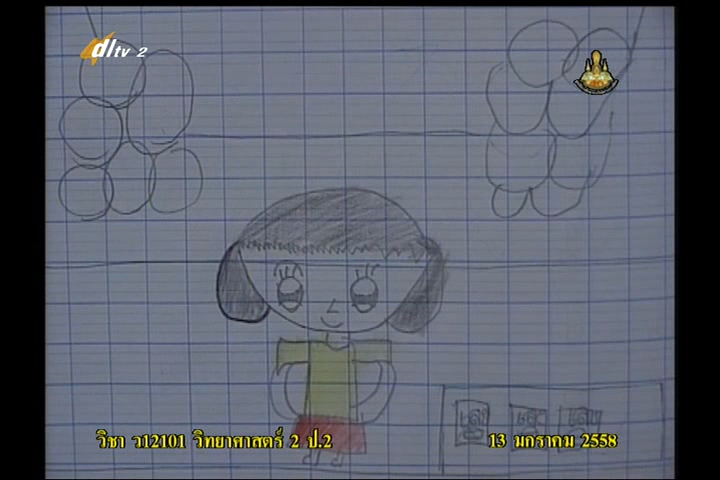 dltv 2
วิชา ว12101 วิทยาศาสตร์ 2 ป.2
13 มกราคม 2558